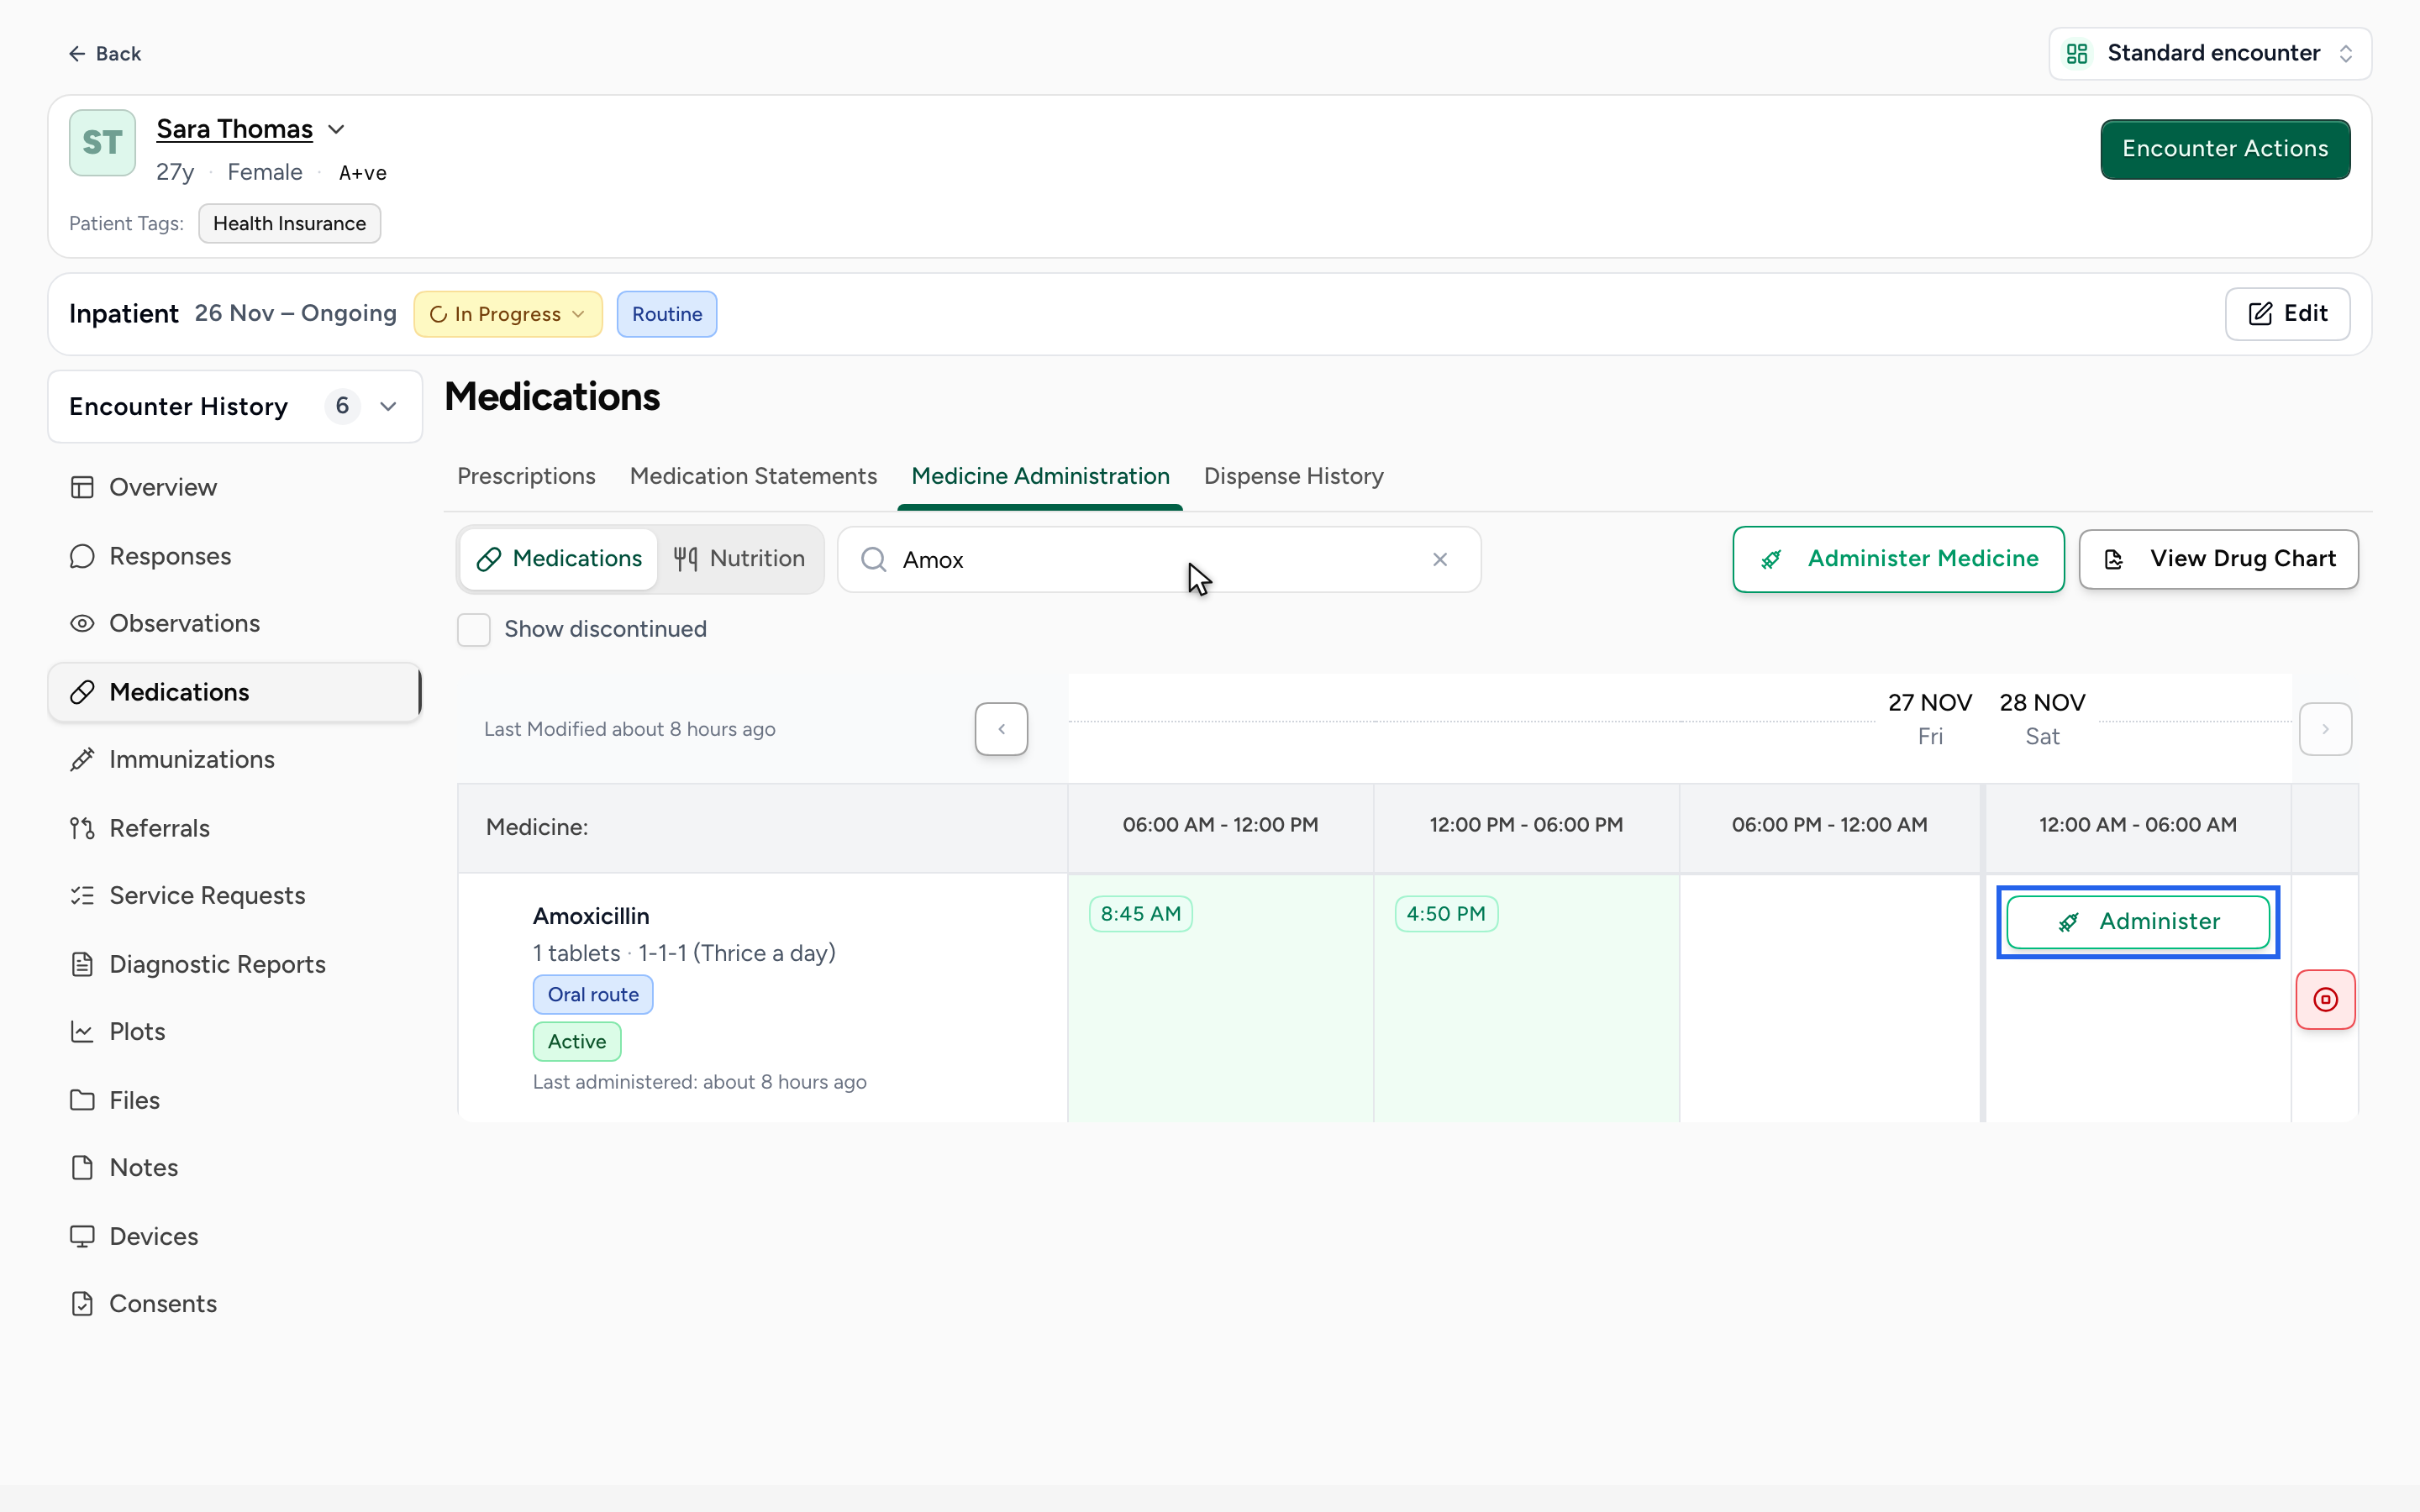 Back
Standard encounter
ST
Sara Thomas
27y · Female · A+ve
Encounter Actions
Patient Tags: Health Insurance
Inpatient 26 Nov – Ongoing In Progress Routine
Edit
Encounter History 6
Overview
Responses
Observations
Medications
Immunizations
Referrals
Service Requests
Diagnostic Reports
Plots
Files
Notes
Devices
Consents
Medications
Prescriptions Medication Statements Medicine Administration Dispense History
Medications Nutrition Amox Administer Medicine View Drug Chart
Show discontinued
Last Modified about 8 hours ago
27 NOV 28 NOV
Fri Sat
Medicine: 06:00 AM - 12:00 PM 12:00 PM - 06:00 PM 06:00 PM - 12:00 AM 12:00 AM - 06:00 AM
Amoxicillin 8:45 AM 4:50 PM Administer
1 tablets · 1-1-1 (Thrice a day)
Oral route
Active
Last administered: about 8 hours ago